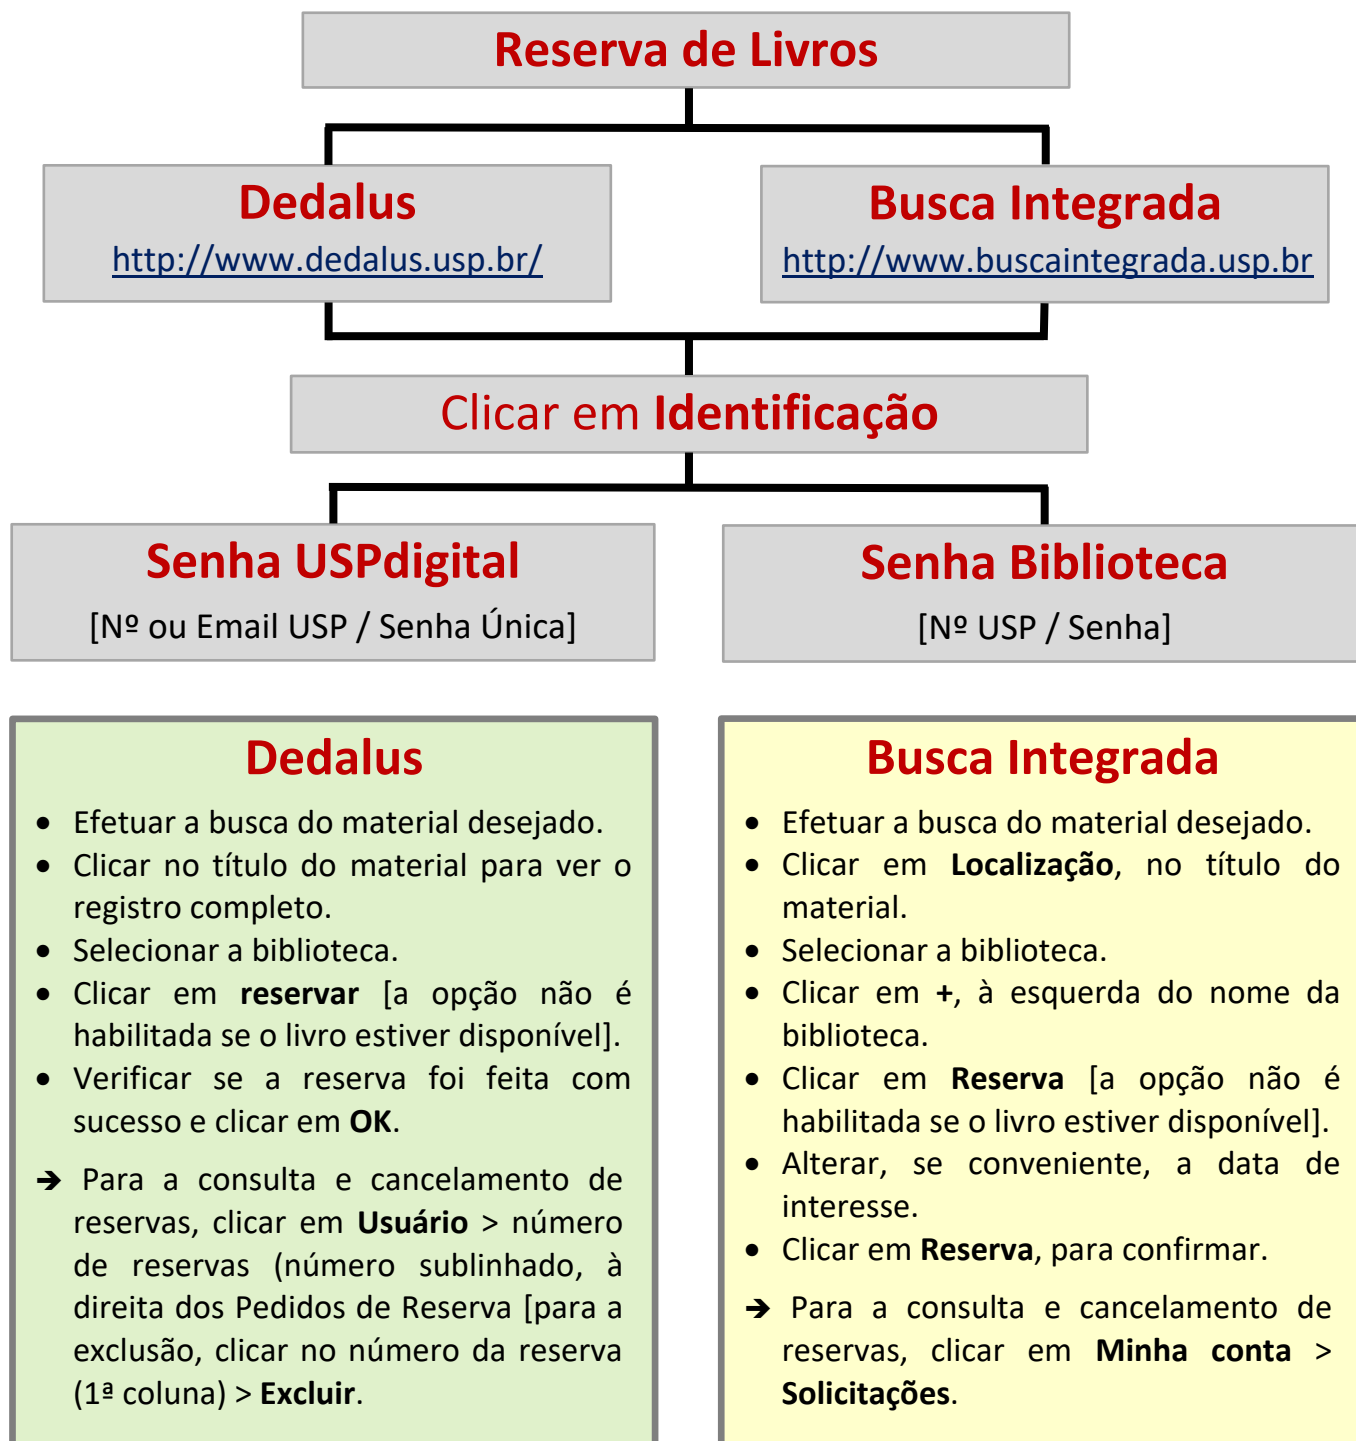 Reserva de Livros
Dedalus
http://www.dedalus.usp.br/
Busca Integrada
http://www.buscaintegrada.usp.br
Clicar em Identificação
Senha USPdigital
[Nº ou Email USP / Senha Única]
Senha Biblioteca
[Nº USP / Senha]
Dedalus
• Efetuar a busca do material desejado.
• Clicar no título do material para ver o
registro completo.
• Selecionar a biblioteca.
• Clicar em reservar [a opção não é
habilitada se o livro estiver disponível].
• Verificar se a reserva foi feita com
sucesso e clicar em OK.
➔ Para a consulta e cancelamento de
reservas, clicar em Usuário > número
de reservas (número sublinhado, à
direita dos Pedidos de Reserva [para a
exclusão, clicar no número da reserva
(1ª coluna) > Excluir.
Busca Integrada
• Efetuar a busca do material desejado.
• Clicar em Localização, no título do
material.
• Selecionar a biblioteca.
• Clicar em +, à esquerda do nome da
biblioteca.
• Clicar em Reserva [a opção não é
habilitada se o livro estiver disponível].
• Alterar, se conveniente, a data de
interesse.
• Clicar em Reserva, para confirmar.
➔ Para a consulta e cancelamento de
reservas, clicar em Minha conta >
Solicitações.